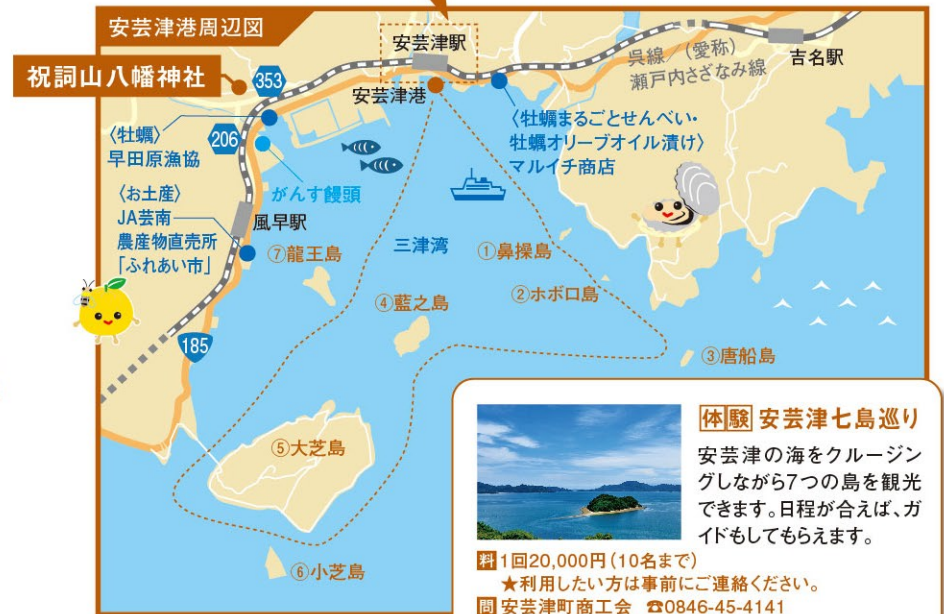 安芸津港周辺図
祝詞山八幡神社
353
206
安芸津駅
安芸津港
呉線/(愛称)
瀬戸内さざなみ線
吉名駅
〈牡蠣〉
早田原漁協
がんす饅頭
〈牡蠣まるごとせんべい・
牡蠣オリーブオイル漬け〉
マルイチ商店
〈お土産〉
JA芸南
農産物直売所
「ふれあい市」
風早駅
185
三津湾
①鼻操島
②ホボロ島
③唐船島
④藍之島
⑤大芝島
⑥小芝島
⑦龍王島
体験 安芸津七島巡り
安芸津の海をクルージン
グしながら7つの島を観光
できます。日程が合えば、ガ
イドもしてもらえます。
料1回20,000円(10名まで)
★利用したい方は事前にご連絡ください。
問安芸津町商工会 ☎0846-45-4141